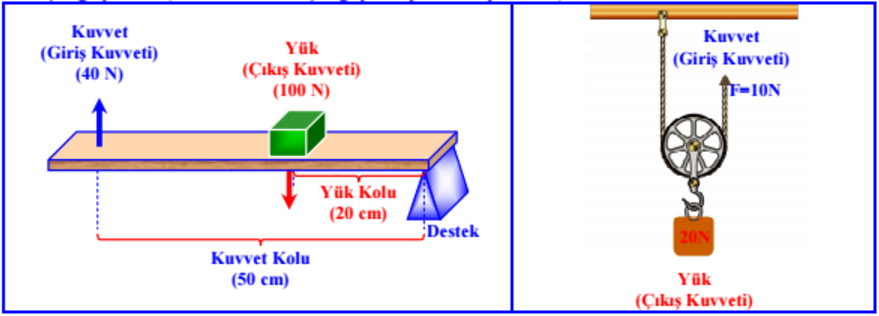 Kuvvet
(Giriş Kuvveti)
(40 N)
Yük
(Çıkış Kuvveti)
(100 N)
Yük Kolu
(20 cm)
Destek
Kuvvet Kolu
(50 cm)
Kuvvet
(Giriş Kuvveti)
F=10N
20N
Yük
(Çıkış Kuvveti)